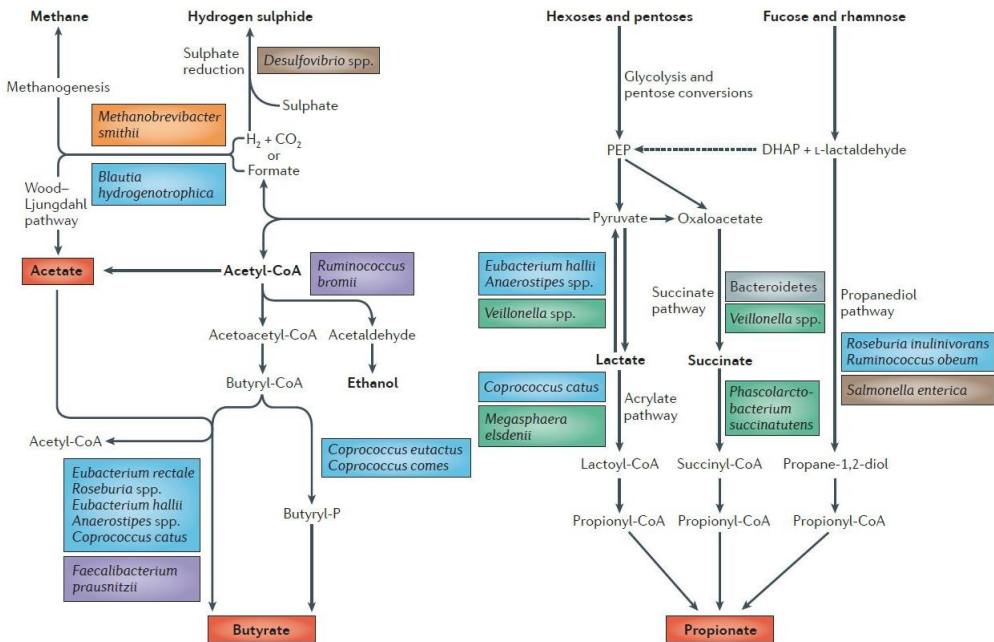 Methane
Hydrogen sulphide
Hexoses and pentoses
Fucose and rhamnose
Sulphate
reduction
Desulfovibrio spp.
Methanogenesis
Sulphate
Glycolysis and
pentose conversions
Methanobrevibacter
smithii
H2 + CO2
or
Formate
PEP
DHAP + L-lactaldehyde
Blautia
hydrogenotrophica
Wood–
Ljungdahl
pathway
Pyruvate
Oxaloacetate
Acetate
Acetyl-CoA
Ruminococcus
bromii
Eubacterium hallii
Anaerostipes spp.
Veillonella spp.
Succinate
pathway
Bacteroidetes
Veillonella spp.
Propanediol
pathway
Acetoacetyl-CoA
Acetaldehyde
Roseburia inulinivorans
Ruminococcus obeum
Salmonella enterica
Butyryl-CoA
Ethanol
Lactate
Succinate
Coprococcus catus
Megasphaera
elsdenii
Acrylate
pathway
Phascolarcto-
bacterium
succinatutens
Acetyl-CoA
Coprococcus eutactus
Coprococcus comes
Lactoyl-CoA
Succinyl-CoA
Propane-1,2-diol
Eubacterium rectale
Roseburia spp.
Eubacterium hallii
Anaerostipes spp.
Coprococcus catus
Butyryl-P
Propionyl-CoA
Propionyl-CoA
Propionyl-CoA
Faecalibacterium
prausnitzii
Butyrate
Propionate